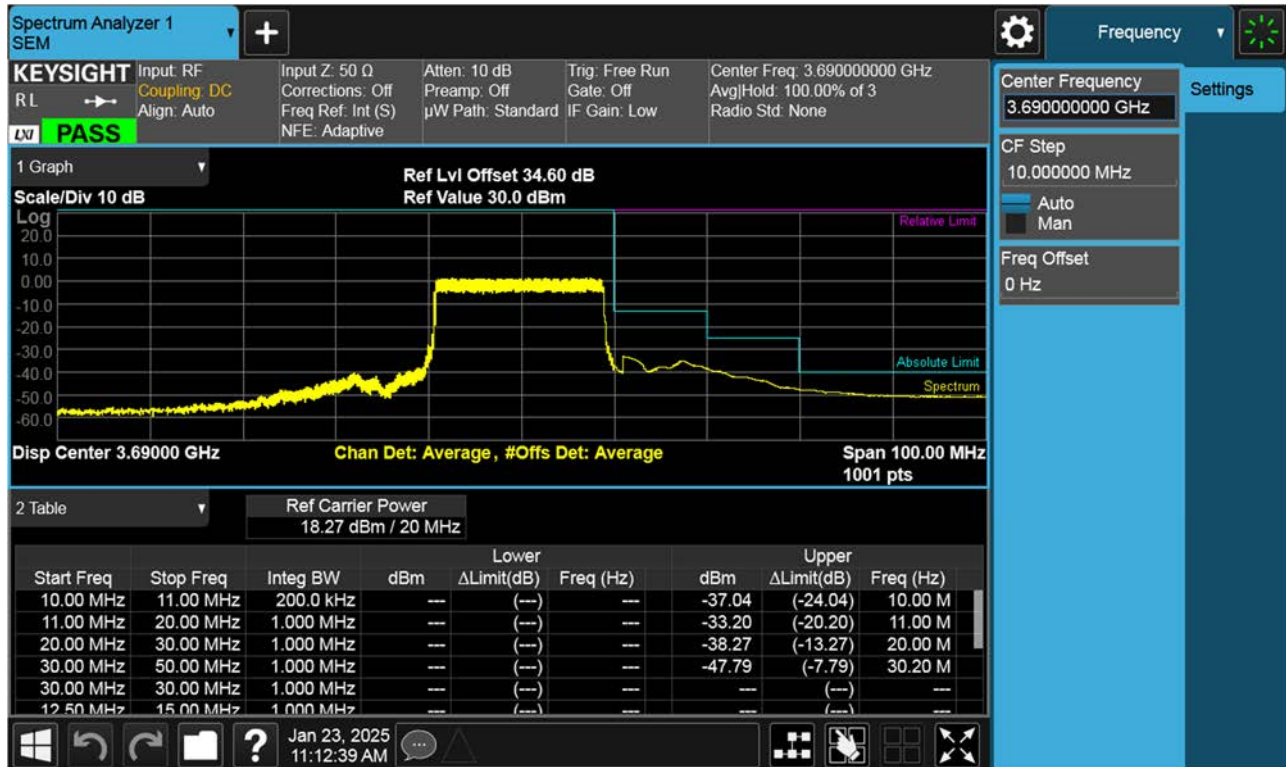 Spectrum Analyzer 1
SEM
Frequency
KEYSIGHT
RL
LXI
PASS
Input: RF
Coupling: DC
Align: Auto
Input Z: 50 Ω
Corrections: Off
Freq Ref: Int (S)
NFE: Adaptive
Atten: 10 dB
Preamp: Off
µW Path: Standard
Trig: Free Run
Gate: Off
IF Gain: Low
Center Freq: 3.690000000 GHz
Avg|Hold: 100.00% of 3
Radio Std: None
Center Frequency
3.690000000 GHz
Settings
CF Step
10.000000 MHz
Auto
Man
Freq Offset
0 Hz
1 Graph
Scale/Div 10 dB
Ref Lvl Offset 34.60 dB
Ref Value 30.0 dBm
Log
20.0
10.0
0.00
-10.0
-20.0
-30.0
-40.0
-50.0
-60.0
Relative Limit
Absolute Limit
Spectrum
Disp Center 3.69000 GHz
Chan Det: Average, #Offs Det: Average
Span 100.00 MHz
1001 pts
2 Table
Ref Carrier Power
18.27 dBm / 20 MHz
Lower Upper
Start Freq Stop Freq Integ BW dBm ΔLimit(dB) Freq (Hz) dBm ΔLimit(dB) Freq (Hz)
10.00 MHz 11.00 MHz 200.0 kHz --- (---) --- -37.04 (-24.04) 10.00 M
11.00 MHz 20.00 MHz 1.000 MHz --- (---) --- -33.20 (-20.20) 11.00 M
20.00 MHz 30.00 MHz 1.000 MHz --- (---) --- -38.27 (-13.27) 20.00 M
30.00 MHz 50.00 MHz 1.000 MHz --- (---) --- -47.79 (-7.79) 30.20 M
30.00 MHz 30.00 MHz 1.000 MHz --- (---) --- --- (---) ---
12.50 MHz 15.00 MHz 1.000 MHz --- (---) --- --- (---) ---
?
Jan 23, 2025
11:12:39 AM